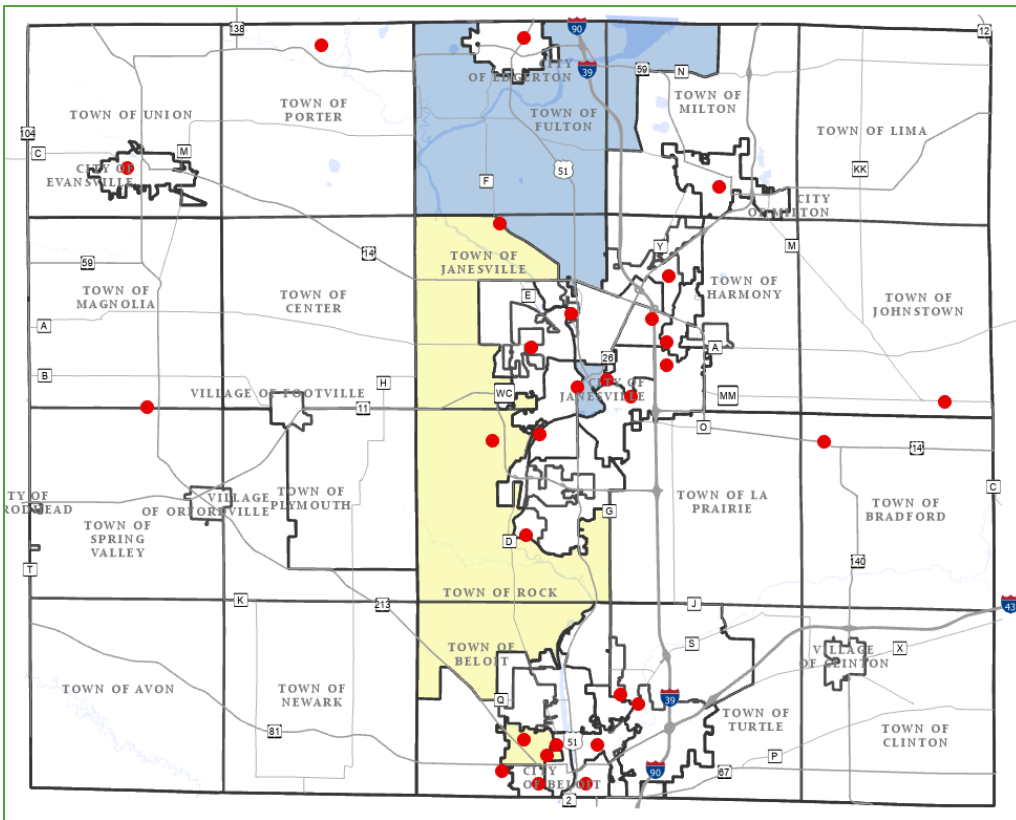 138
90
12
CITY
OF EDGERTON
39
59
N
TOWN OF
MILTON
TOWN OF UNION
TOWN OF
PORTER
TOWN OF
FULTON
104
TOWN OF LIMA
C
M
51
CITY OF
EVANSVILLE
F
KK
CITY
OF MILTON
14
Y
M
59
TOWN OF
JANESVILLE
TOWN OF
MAGNOLIA
TOWN OF
CENTER
E
TOWN OF
HARMONY
TOWN OF
JOHNSTOWN
A
A
26
B
H
VILLAGE OF FOOTVILLE
CITY OF
JANESVILLE
WC
MM
11
O
14
TY OF
VILLAGE
OF ORFORDVILLE
TOWN OF
PLYMOUTH
C
TOWN OF LA
PRAIRIE
TOWN OF
BRADFORD
TOWN OF
SPRING
VALLEY
G
D
T
140
TOWN OF ROCK
K
213
J
43
TOWN OF
BELOIT
S
VILLAGE
OF CLINTON
X
TOWN OF AVON
TOWN OF
NEWARK
Q
39
TOWN OF
TURTLE
TOWN OF
CLINTON
81
51
P
CITY
OF BELOIT
90
67
2